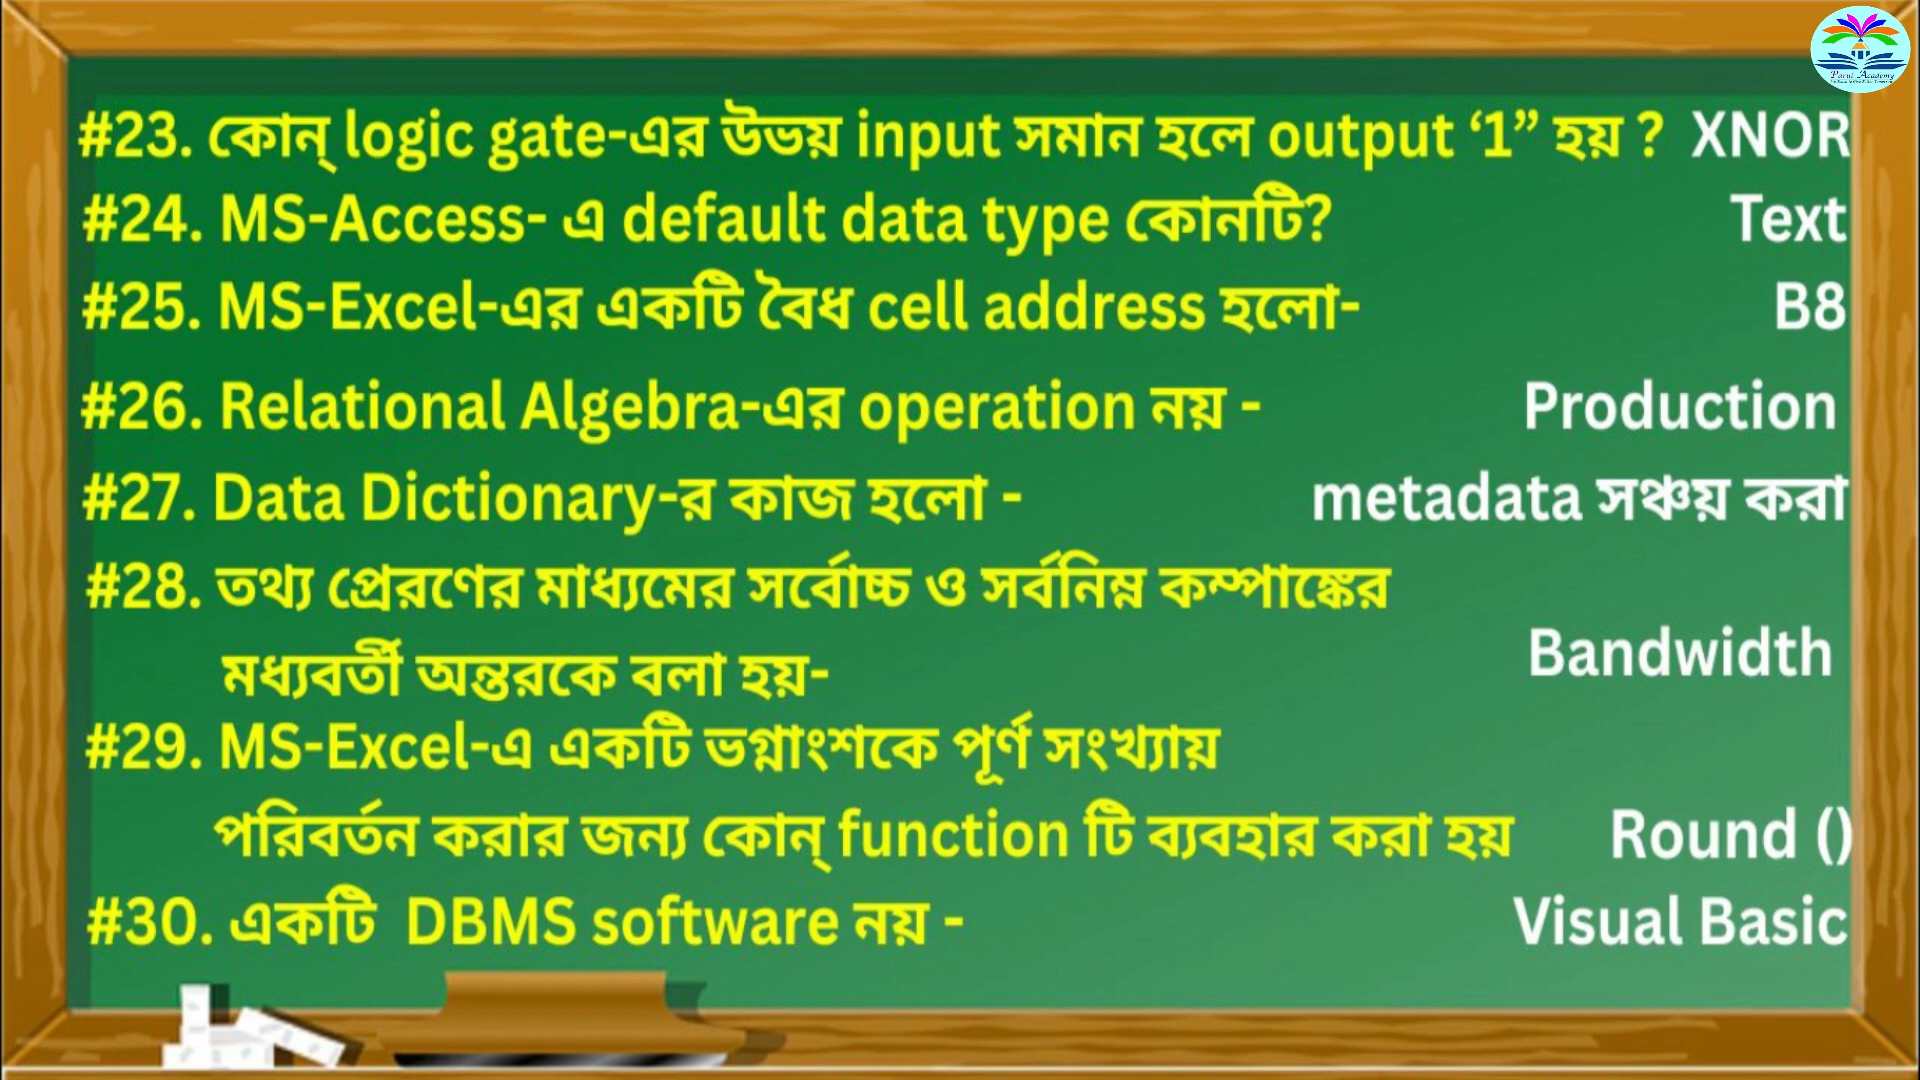 Parul Academy
#23. কোন্ logic gate-এর উভয় input সমান হলে output ‘1” হয় ? XNOR
#24. MS-Access- এ default data type কোনটি? Text
#25. MS-Excel-এর একটি বৈধ cell address হলো- B8
#26. Relational Algebra-এর operation নয় - Production
#27. Data Dictionary-র কাজ হলো - metadata সঞ্চয় করা
#28. তথ্য প্রেরণের মাধ্যমের সর্বোচ্চ ও সর্বনিম্ন কম্পাঙ্কের
মধ্যবর্তী অন্তরকে বলা হয়- Bandwidth
#29. MS-Excel-এ একটি ভগ্নাংশকে পূর্ণ সংখ্যায়
পরিবর্তন করার জন্য কোন্ function টি ব্যবহার করা হয় Round ()
#30. একটি DBMS software নয় - Visual Basic